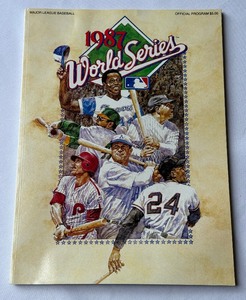 MAJOR LEAGUE BASEBALL
OFFICIAL PROGRAM $5.00
1987
World Series
24